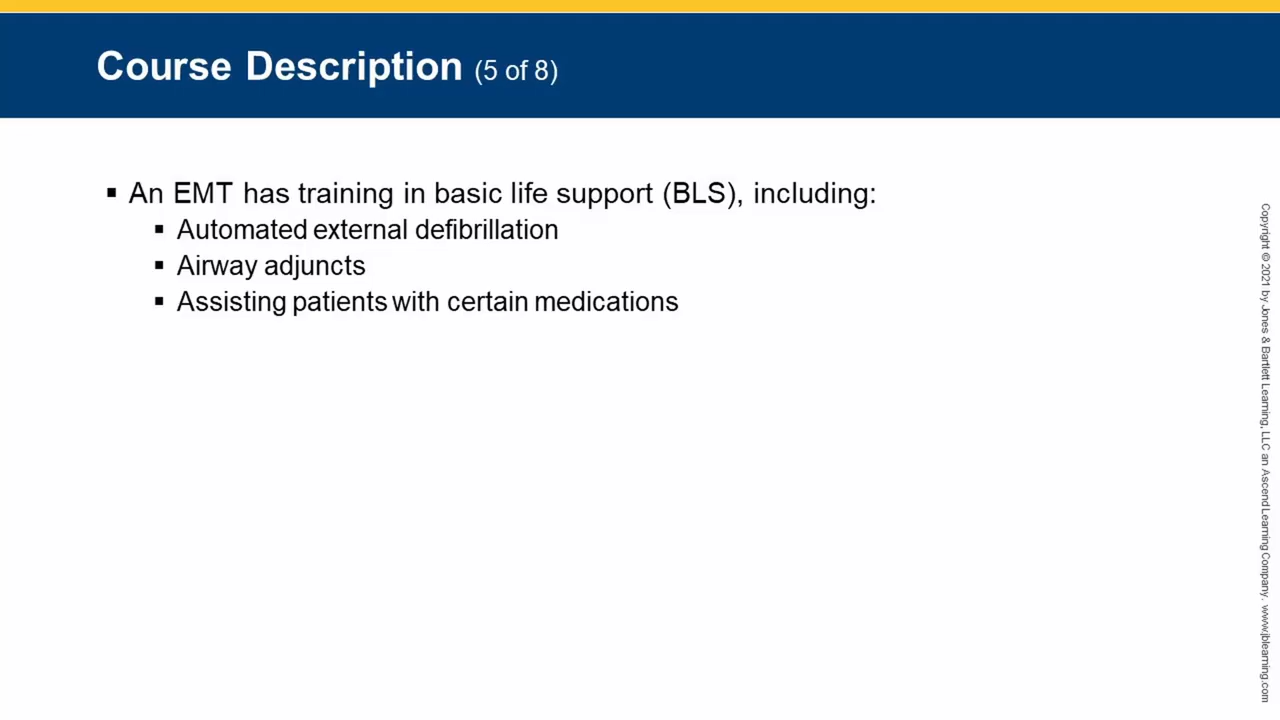 Course Description (5 of 8)
▪ An EMT has training in basic life support (BLS), including:
▪ Automated external defibrillation
▪ Airway adjuncts
▪ Assisting patients with certain medications
Copyright © 2021 by Jones & Bartlett Learning, LLC an Ascend Learning Company. www.jblearning.com